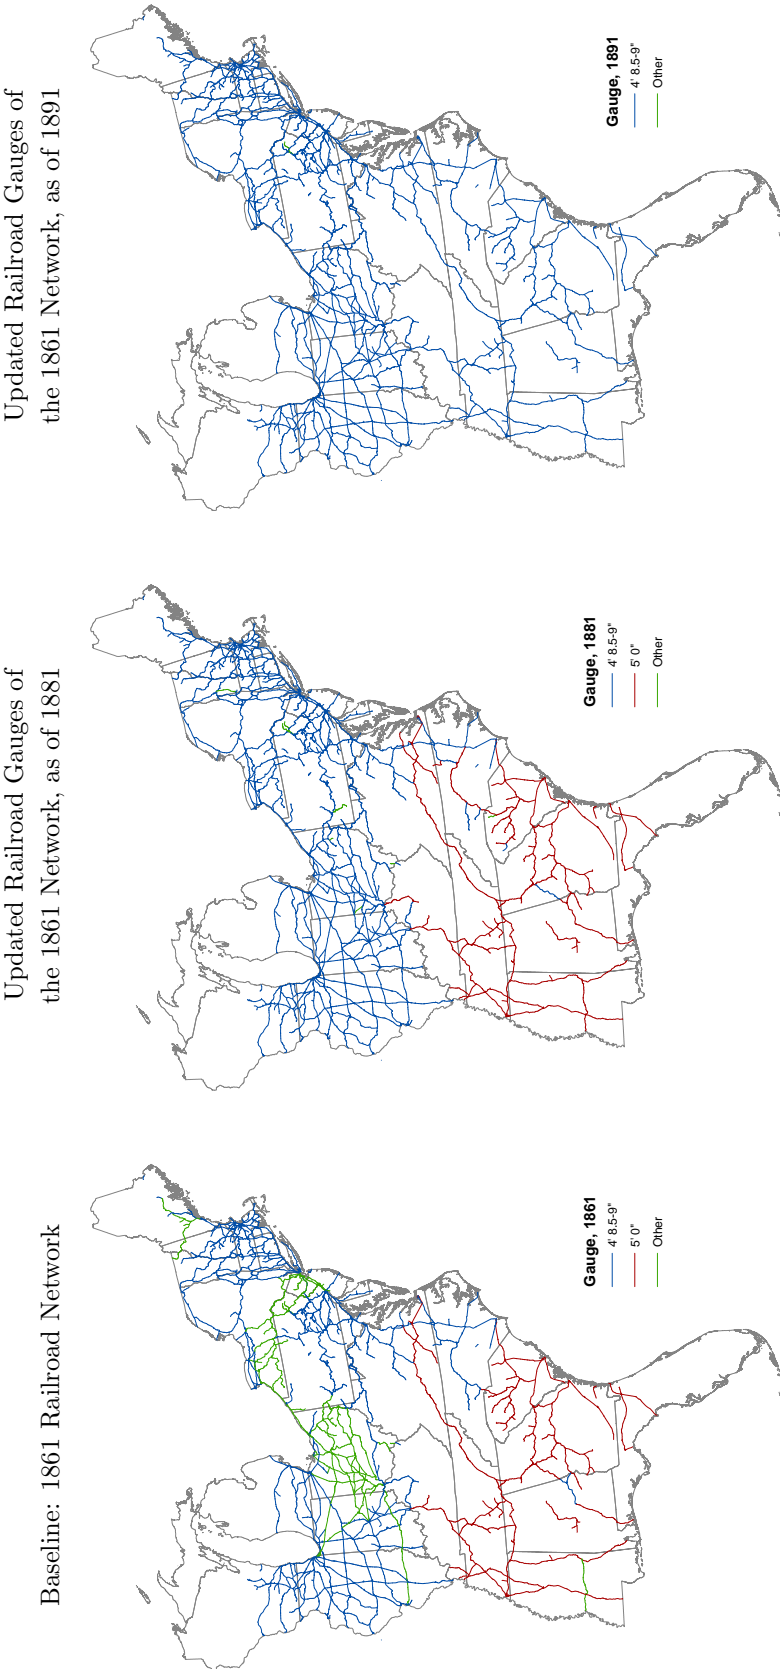 Updated Railroad Gauges of
the 1861 Network, as of 1891
Gauge, 1891
4' 8.5-9"
Other
Updated Railroad Gauges of
the 1861 Network, as of 1881
Gauge, 1881
4' 8.5-9"
5' 0"
Other
Baseline: 1861 Railroad Network
Gauge, 1861
4' 8.5-9"
5' 0"
Other